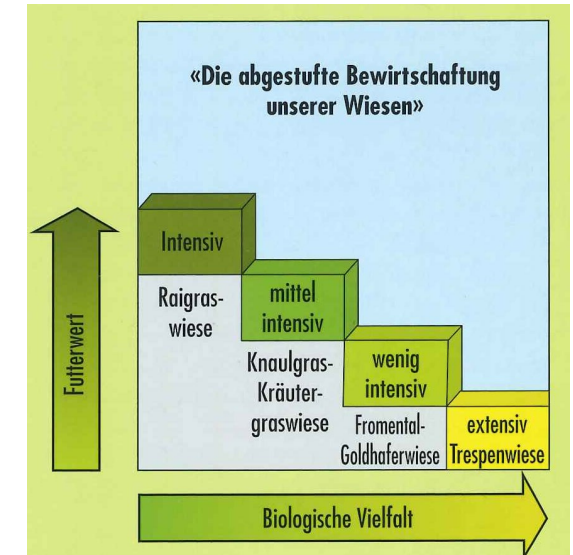 «Die abgestufte Bewirtschaftung
unserer Wiesen»
Futterwert
Intensiv
Raigras-
wiese
mittel
intensiv
Knaulgras-
Kräuter-
graswiese
wenig
intensiv
Fromental-
Goldhaferwiese
extensiv
Trespenwiese
Biologische Vielfalt